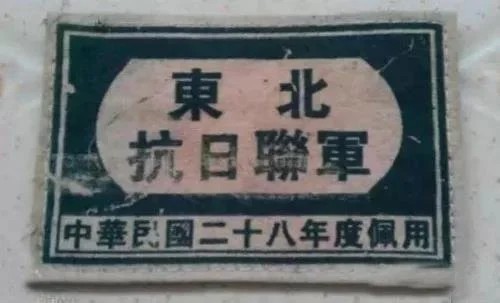 東北
抗日聯軍
中華民國二十八年度佩用